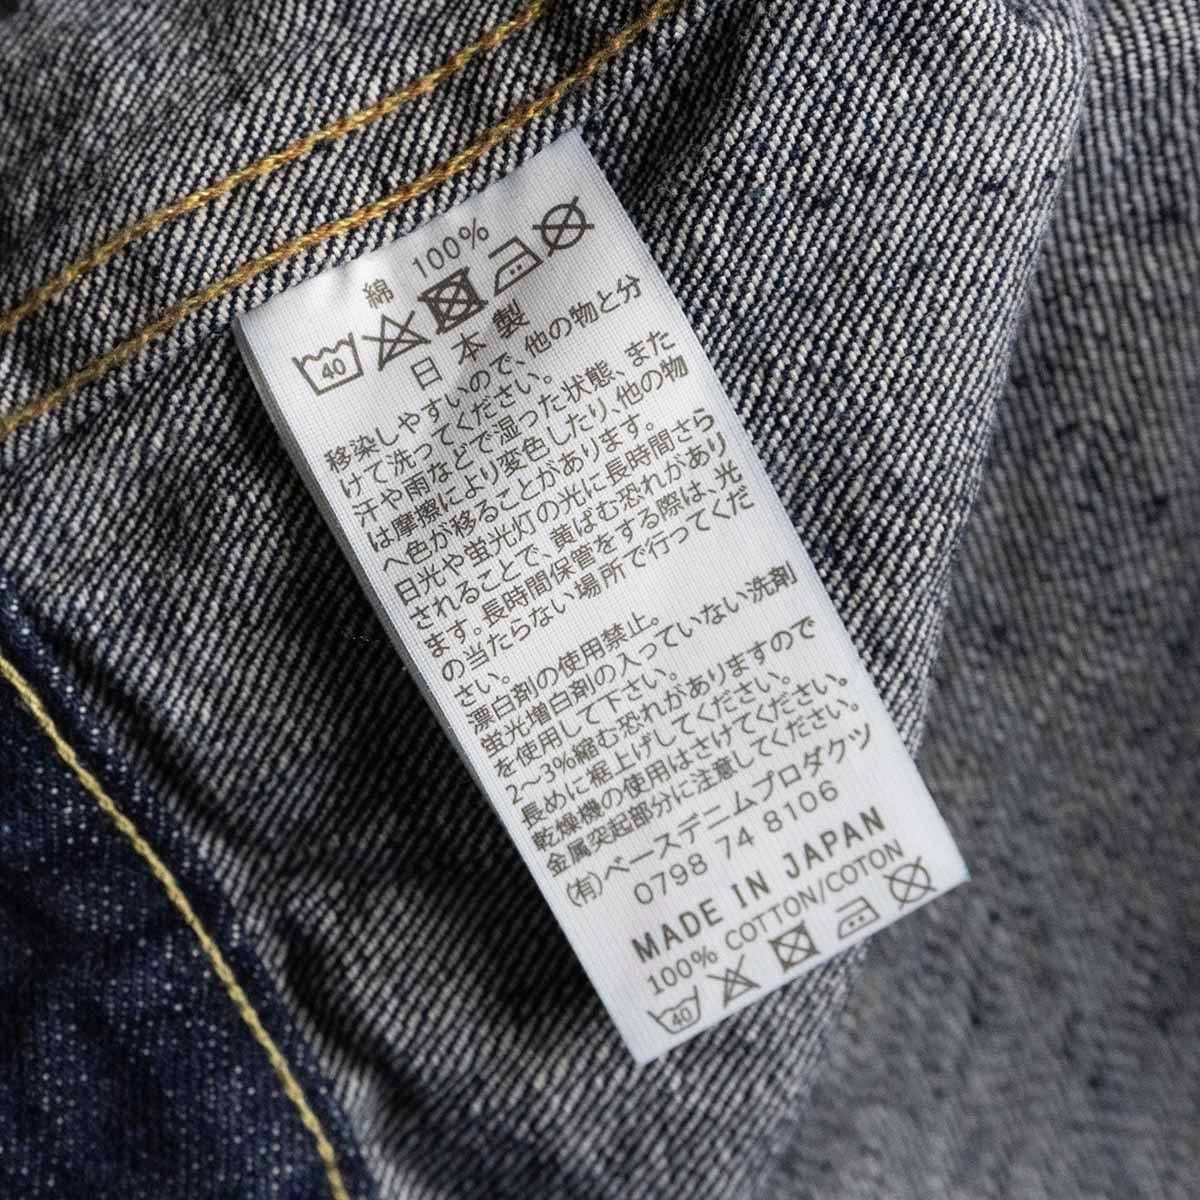 綿 100%
40
日本製
移染しやすいので、他の物と分
けて洗ってください。
汗や雨などで湿った状態、また
は摩擦により変色したり、他の物
へ色が移ることがあります。
日光や蛍光灯の光に長時間さら
されることで、黄ばむ恐れがあり
ます。長時間保管をする際は、光
の当たらない場所で行ってくだ
さい。
漂白剤の使用禁止。
蛍光増白剤の入っていない洗剤
を使用して下さい。
2～3%縮む恐れがありますので
長めに裾上げしてください。
乾燥機の使用はさけてください。
金属突起部分に注意してください。
(有)ベースデニムプロダクツ
0798 74 8106
MADE IN JAPAN
100% COTTON/COTON
40